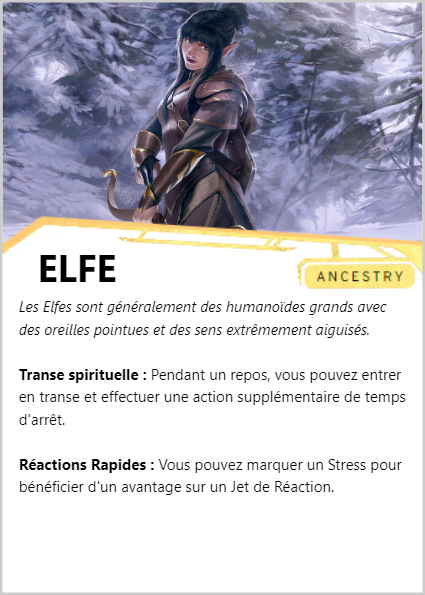 ELFE
ANCESTRY
Les Elfes sont généralement des humanoïdes grands avec
des oreilles pointues et des sens extrêmement aiguisés.
Transe spirituelle : Pendant un repos, vous pouvez entrer
en transe et effectuer une action supplémentaire de temps
d'arrêt.
Réactions Rapides : Vous pouvez marquer un Stress pour
bénéficier d'un avantage sur un Jet de Réaction.